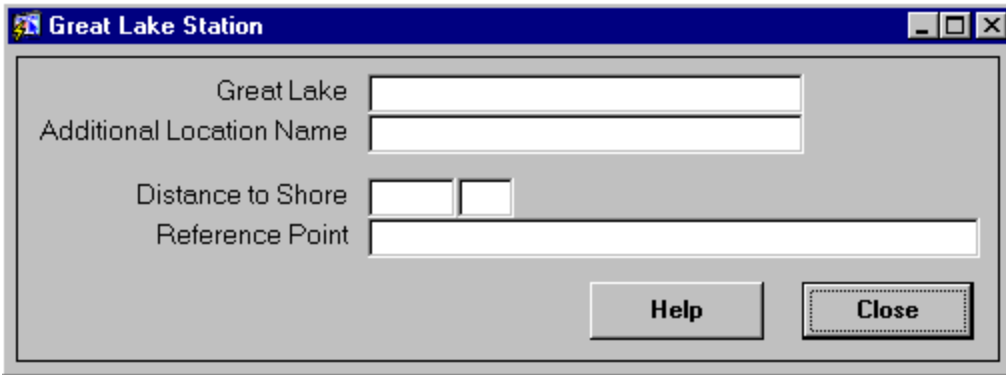 Great Lake Station
Great Lake
Additional Location Name
Distance to Shore
Reference Point
Help Close